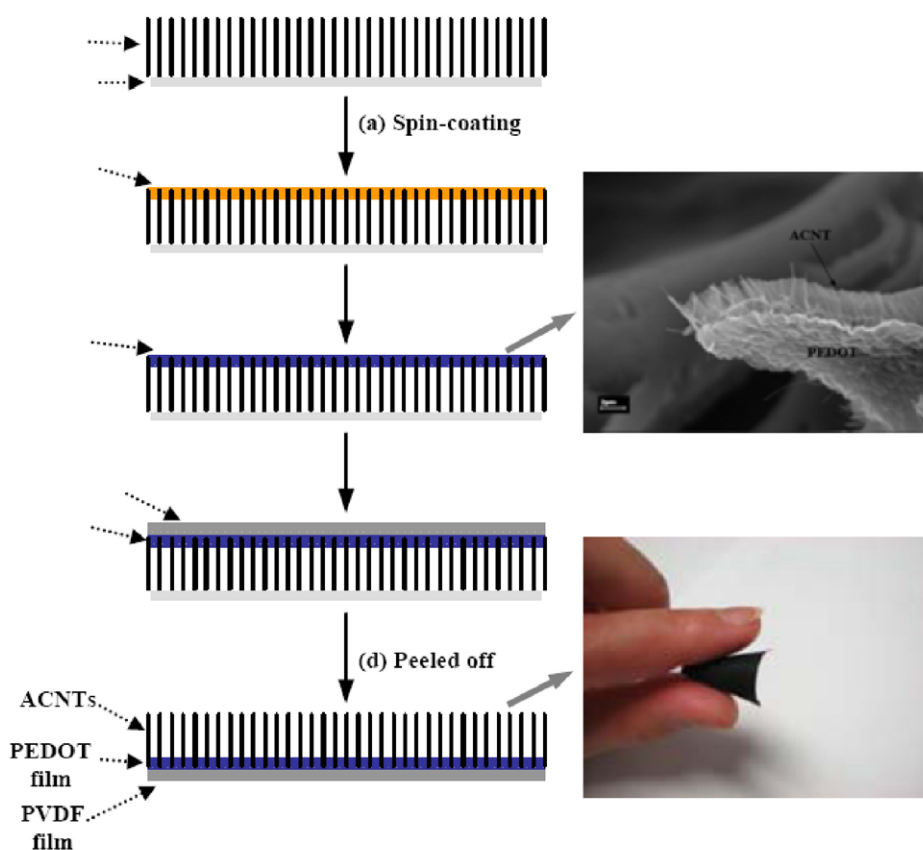 (a) Spin-coating
ACNT
PEDOT
(d) Peeled off
ACNTs
PEDOT
film
PVDF
film